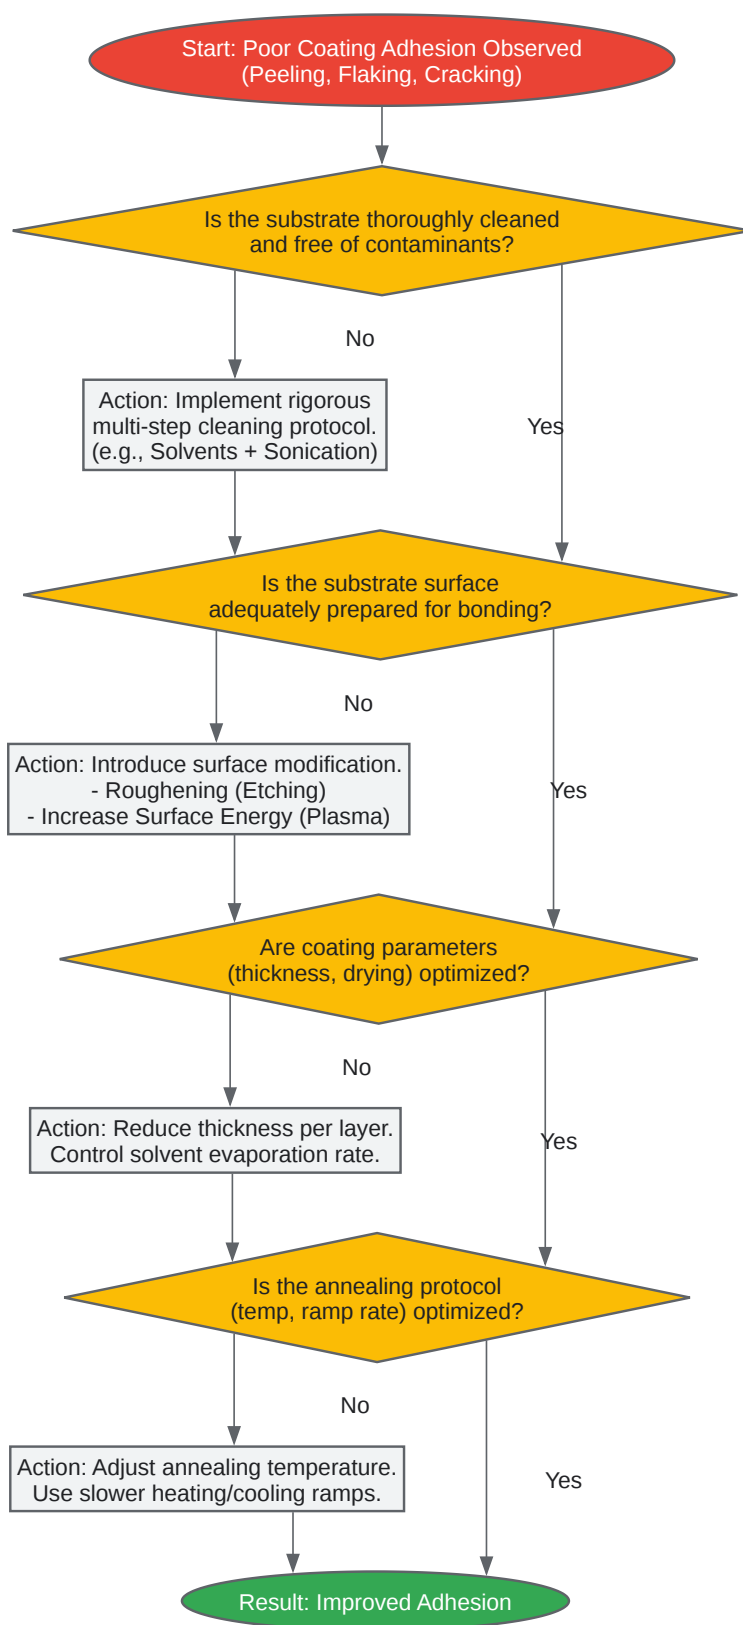 Start: Poor Coating Adhesion Observed
(Peeling, Flaking, Cracking)
Is the substrate thoroughly cleaned
and free of contaminants?
No
Action: Implement rigorous
multi-step cleaning protocol.
(e.g., Solvents + Sonication)
Yes
Is the substrate surface
adequately prepared for bonding?
No
Action: Introduce surface modification.
- Roughening (Etching)
- Increase Surface Energy (Plasma)
Yes
Are coating parameters
(thickness, drying) optimized?
No
Action: Reduce thickness per layer.
Control solvent evaporation rate.
Yes
Is the annealing protocol
(temp, ramp rate) optimized?
No
Action: Adjust annealing temperature.
Use slower heating/cooling ramps.
Yes
Result: Improved Adhesion